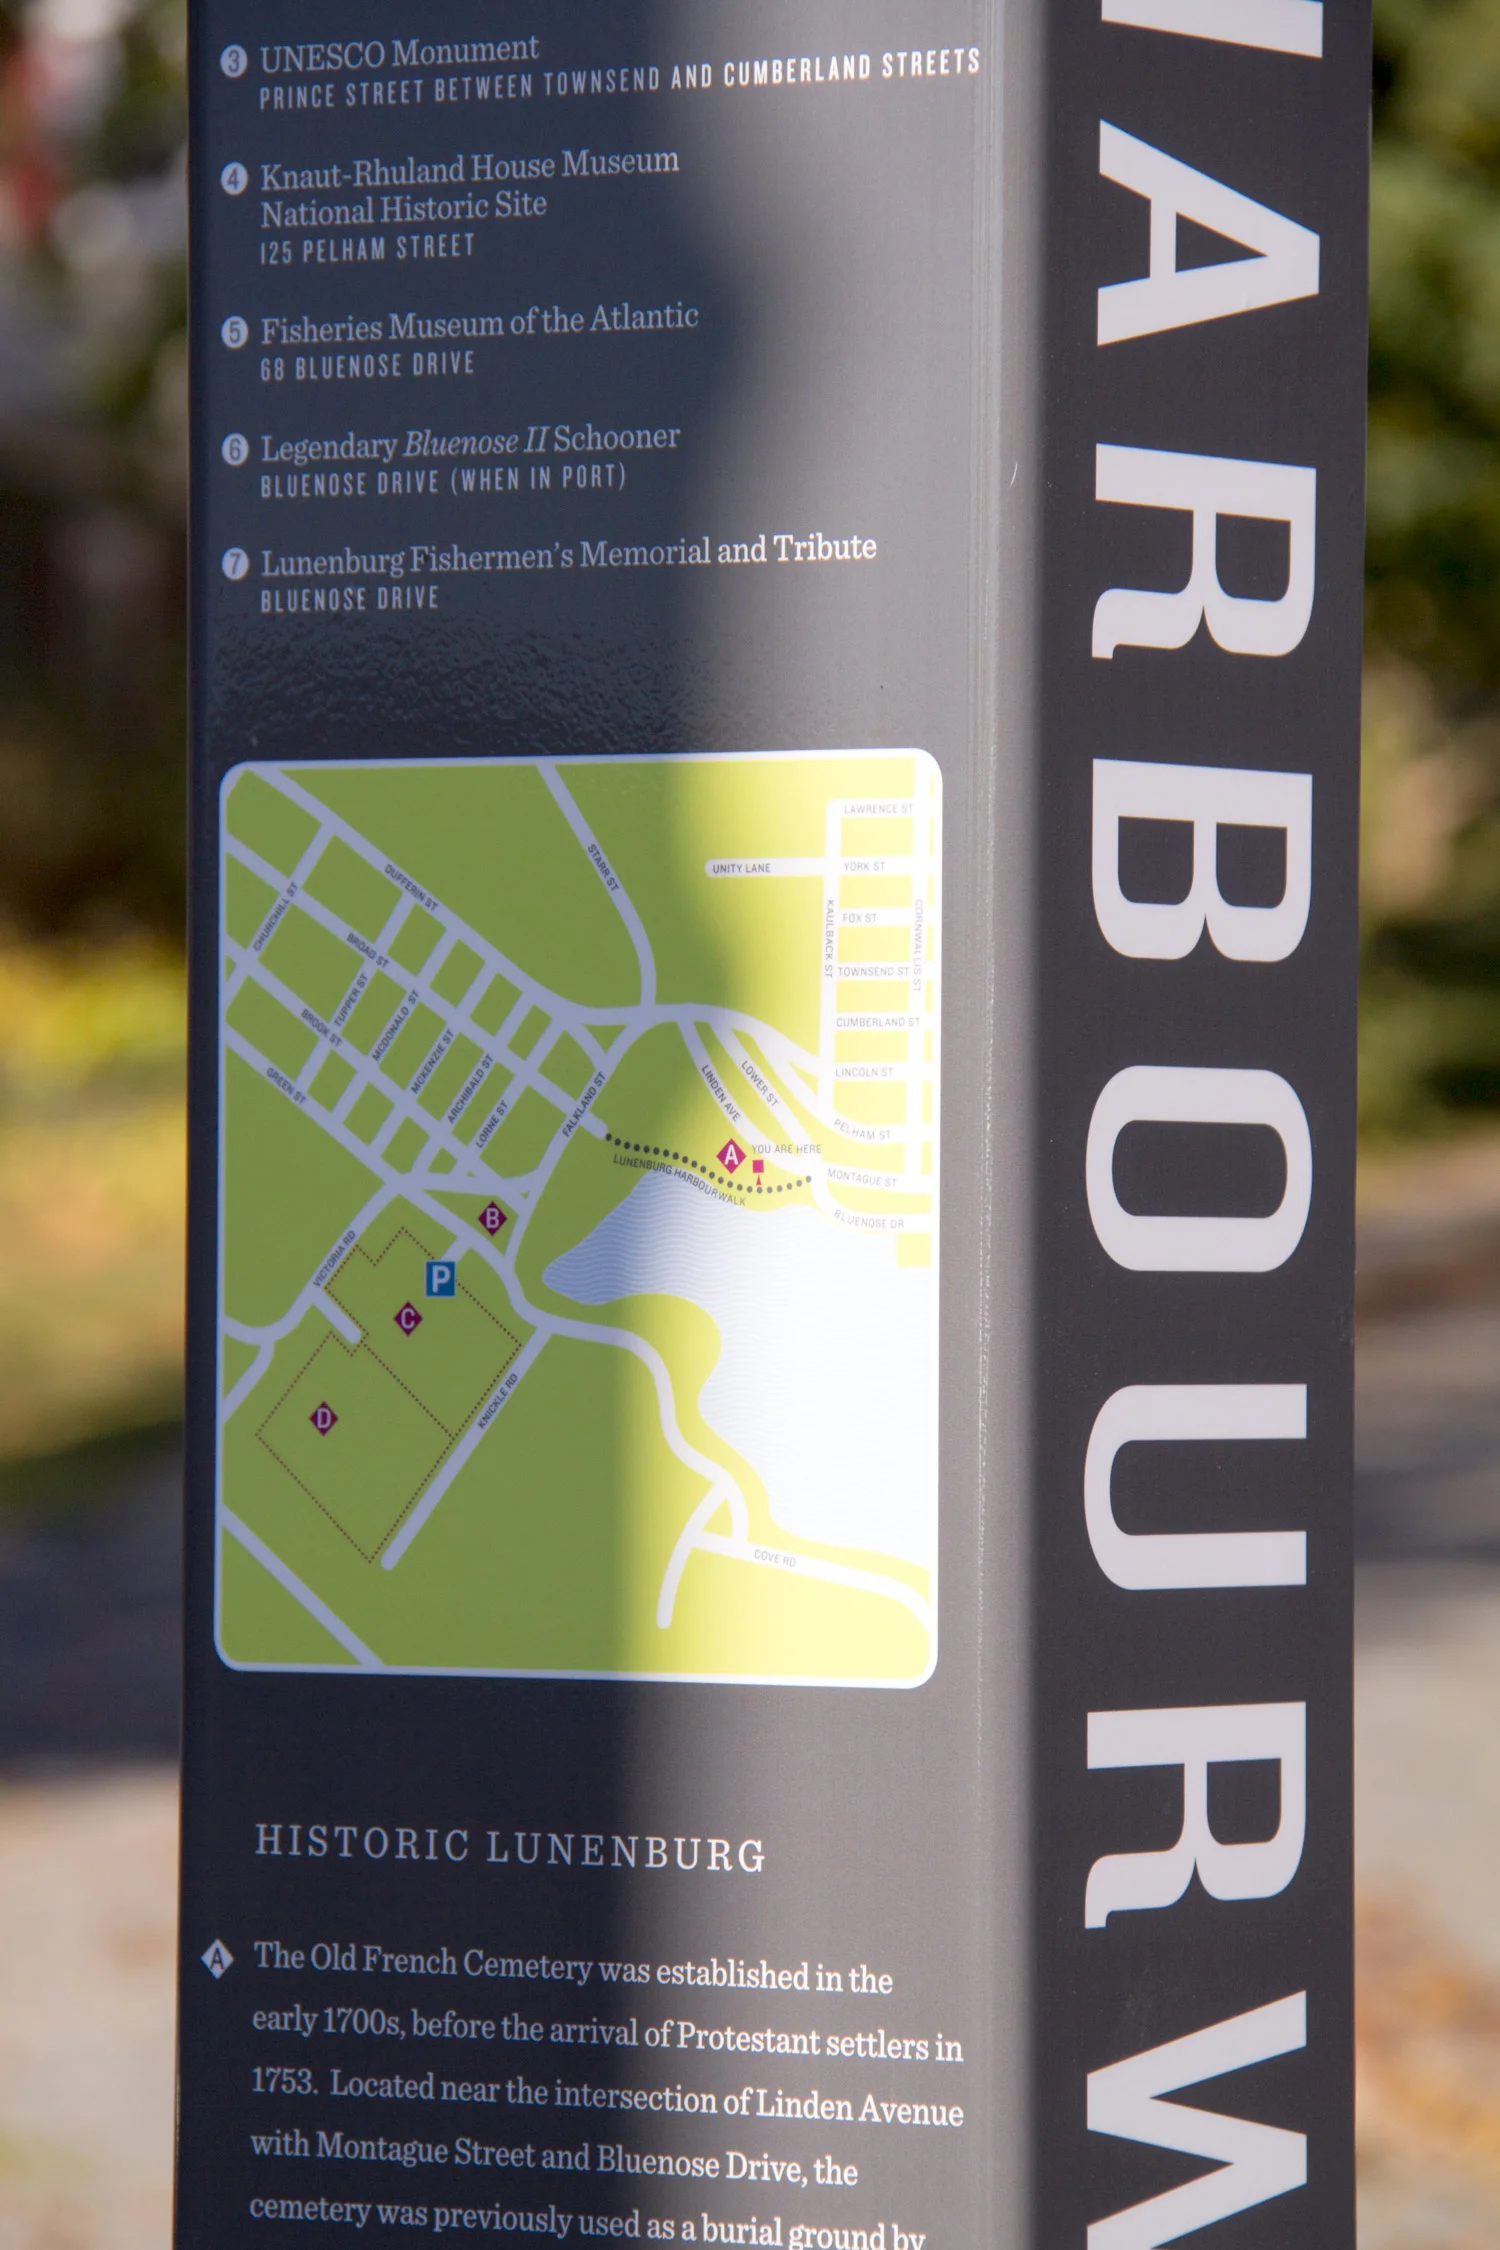 3 UNESCO Monument
PRINCE STREET BETWEEN TOWNSEND AND CUMBERLAND STREETS
4 Knaut-Rhuland House Museum
National Historic Site
125 PELHAM STREET
5 Fisheries Museum of the Atlantic
68 BLUENOSE DRIVE
6 Legendary Bluenose II Schooner
BLUENOSE DRIVE (WHEN IN PORT)
7 Lunenburg Fishermen's Memorial and Tribute
BLUENOSE DRIVE
LAWRENCE ST
STARR ST
UNITY LANE
YORK ST
DUFFERIN ST
CHURCHILL ST
KAULBACK ST
FOX ST
CORNWALLIS ST
BROAD ST
TOWNSEND ST
TUPPER ST
MCDONALD ST
BROOK ST
CUMBERLAND ST
MCKENZIE ST
GREEN ST
ARCHIBALD ST
LINCOLN ST
LOWER ST
LINDEN AVE
FALKLAND ST
LORNE ST
PELHAM ST
A YOU ARE HERE
LUNENBURG HARBOURWALK
MONTAGUE ST
B
BLUENOSE DR
VICTORIA RD
P
C
KNICKLE RD
D
COVE RD
HISTORIC LUNENBURG
A The Old French Cemetery was established in the
early 1700s, before the arrival of Protestant settlers in
1753. Located near the intersection of Linden Avenue
with Montague Street and Bluenose Drive, the
cemetery was previously used as a burial ground by
HARBOURW